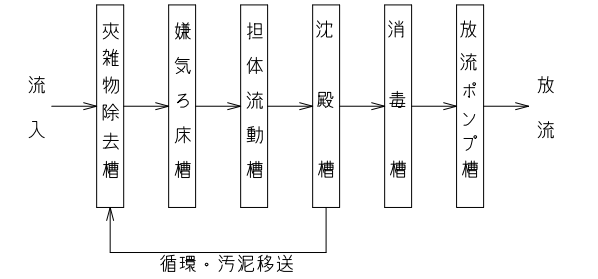 流入
夾雑物除去槽
嫌気ろ床槽
担体流動槽
沈殿槽
消毒槽
放流ポンプ槽
放流
循環・汚泥移送